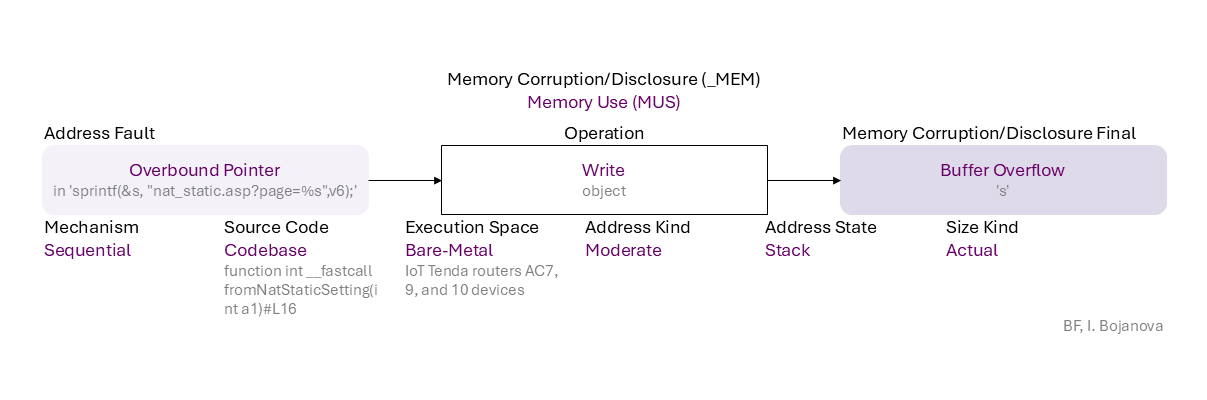 Memory Corruption/Disclosure (_MEM)
Memory Use (MUS)
Address Fault
Operation
Memory Corruption/Disclosure Final
Overbound Pointer
in 'sprintf(&s, "nat_static.asp?page=%s",v6);'
Write
object
Buffer Overflow
's'
Mechanism
Sequential
Source Code
Codebase
function int __fastcall
fromNatStaticSetting(i
nt a1)#L16
Execution Space
Bare-Metal
IoT Tenda routers AC7,
9, and 10 devices
Address Kind
Moderate
Address State
Stack
Size Kind
Actual
BF, I. Bojanova